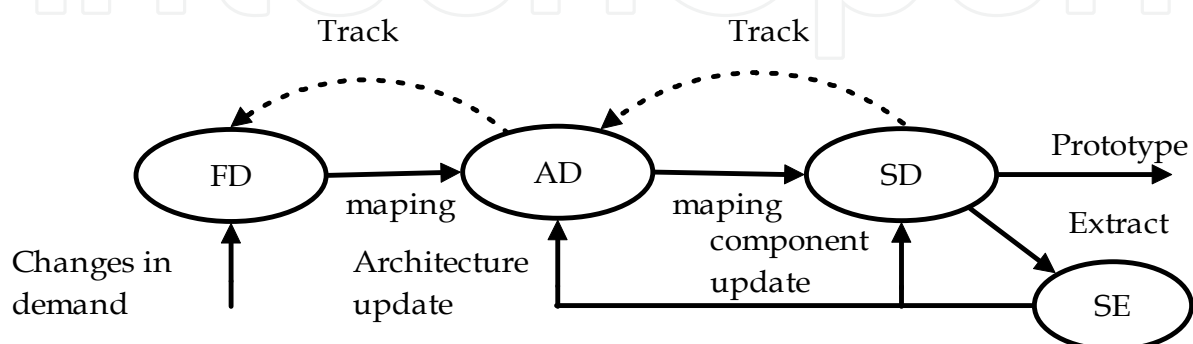 Track
Track
FD
AD
SD
Prototype
maping
maping
Extract
Changes in
demand
Architecture
update
component
update
SE